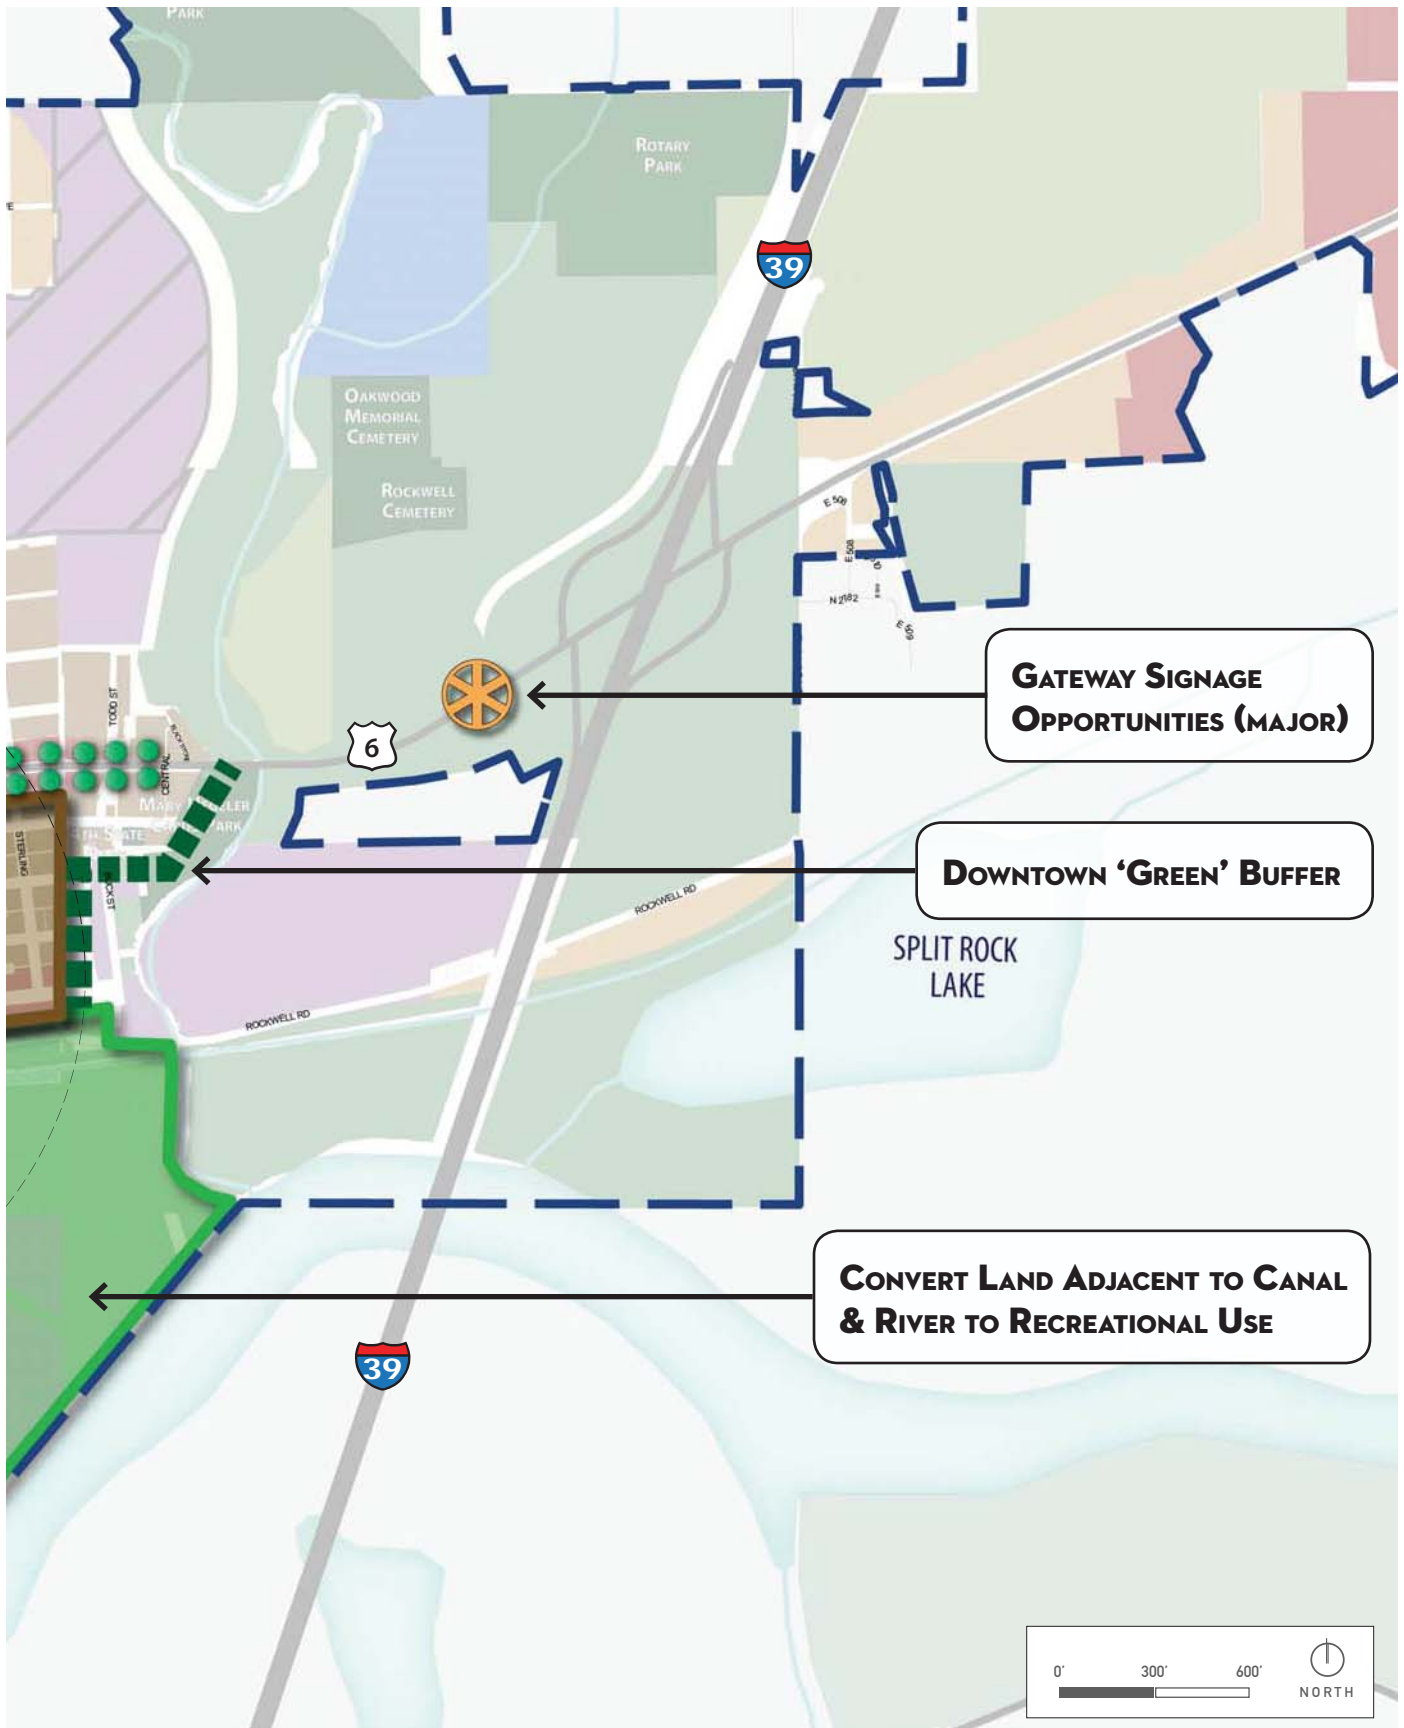 PARK
ROTARY
PARK
39
OAKWOOD
MEMORIAL
CEMETERY
ROCKWELL
CEMETERY
E 508
E 508
N 2182
E 509
GATEWAY SIGNAGE
OPPORTUNITIES (MAJOR)
TODD ST
6
CENTRAL
MARY
PARK
STERLING
DOWNTOWN ‘GREEN’ BUFFER
ROCKWELL RD
SPLIT ROCK
LAKE
ROCKWELL RD
CONVERT LAND ADJACENT TO CANAL
& RIVER TO RECREATIONAL USE
39
0' 300' 600'
NORTH